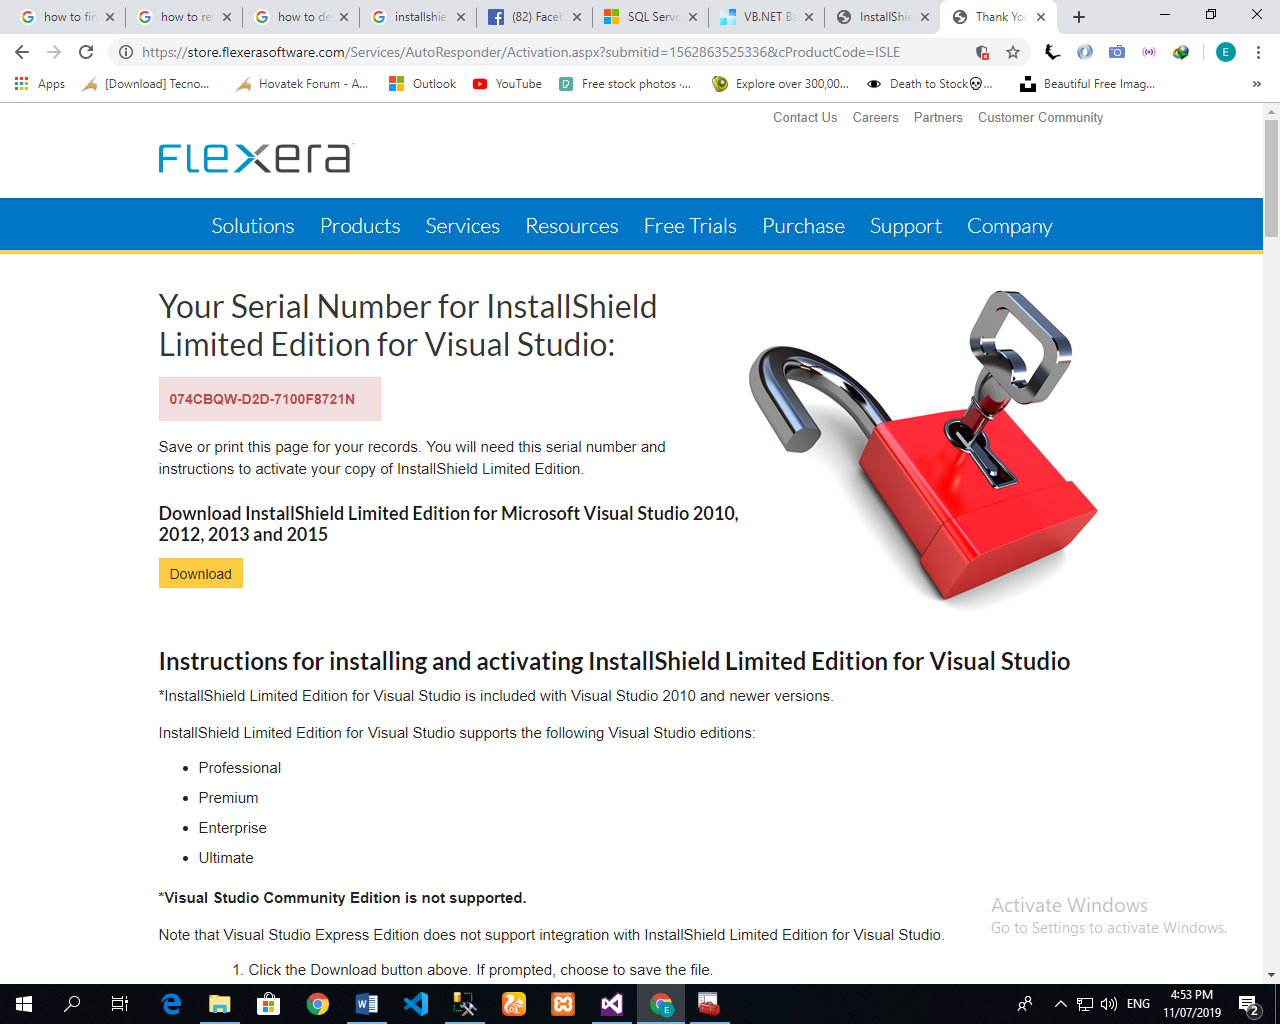 how to fin
how to re
how to de
installshie
(82) Faceb
SQL Serve
VB.NET Ba
InstallShie
Thank You
https://store.flexerasoftware.com/Services/AutoResponder/Activation.aspx?submitid=1562863525336&cProductCode=ISLE
E
Apps
[Download] Tecno...
Hovatek Forum - A...
Outlook
YouTube
Free stock photos ·...
Explore over 300,00...
Death to Stock💀...
Beautiful Free Imag...
»
Contact Us Careers Partners Customer Community
FLexera
Solutions Products Services Resources Free Trials Purchase Support Company
Your Serial Number for InstallShield
Limited Edition for Visual Studio:
074CBQW-D2D-7100F8721N
Save or print this page for your records. You will need this serial number and
instructions to activate your copy of InstallShield Limited Edition.
Download InstallShield Limited Edition for Microsoft Visual Studio 2010,
2012, 2013 and 2015
Download
Instructions for installing and activating InstallShield Limited Edition for Visual Studio
*InstallShield Limited Edition for Visual Studio is included with Visual Studio 2010 and newer versions.
InstallShield Limited Edition for Visual Studio supports the following Visual Studio editions:
• Professional
• Premium
• Enterprise
• Ultimate
*Visual Studio Community Edition is not supported.
Note that Visual Studio Express Edition does not support integration with InstallShield Limited Edition for Visual Studio.
1. Click the Download button above. If prompted, choose to save the file.
Activate Windows
Go to Settings to activate Windows.
ENG
4:53 PM
11/07/2019
2